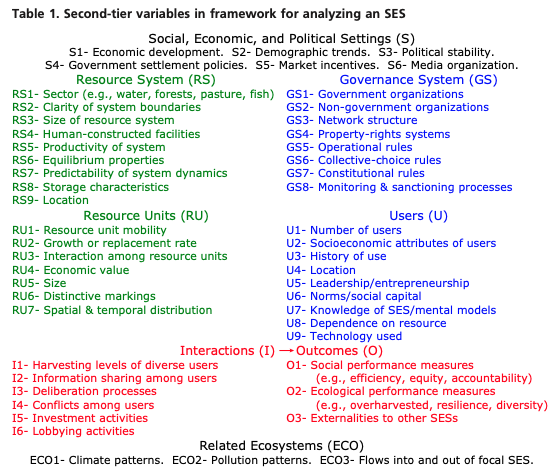 Table 1. Second-tier variables in framework for analyzing an SES
Social, Economic, and Political Settings (S)
S1- Economic development. S2- Demographic trends. S3- Political stability.
S4- Government settlement policies. S5- Market incentives. S6- Media organization.
Resource System (RS)
RS1- Sector (e.g., water, forests, pasture, fish)
RS2- Clarity of system boundaries
RS3- Size of resource system
RS4- Human-constructed facilities
RS5- Productivity of system
RS6- Equilibrium properties
RS7- Predictability of system dynamics
RS8- Storage characteristics
RS9- Location
Governance System (GS)
GS1- Government organizations
GS2- Non-government organizations
GS3- Network structure
GS4- Property-rights systems
GS5- Operational rules
GS6- Collective-choice rules
GS7- Constitutional rules
GS8- Monitoring & sanctioning processes
Resource Units (RU)
RU1- Resource unit mobility
RU2- Growth or replacement rate
RU3- Interaction among resource units
RU4- Economic value
RU5- Size
RU6- Distinctive markings
RU7- Spatial & temporal distribution
Users (U)
U1- Number of users
U2- Socioeconomic attributes of users
U3- History of use
U4- Location
U5- Leadership/entrepreneurship
U6- Norms/social capital
U7- Knowledge of SES/mental models
U8- Dependence on resource
U9- Technology used
Interactions (I) → Outcomes (O)
I1- Harvesting levels of diverse users
I2- Information sharing among users
I3- Deliberation processes
I4- Conflicts among users
I5- Investment activities
I6- Lobbying activities
O1- Social performance measures
(e.g., efficiency, equity, accountability)
O2- Ecological performance measures
(e.g., overharvested, resilience, diversity)
O3- Externalities to other SESs
Related Ecosystems (ECO)
ECO1- Climate patterns. ECO2- Pollution patterns. ECO3- Flows into and out of focal SES.